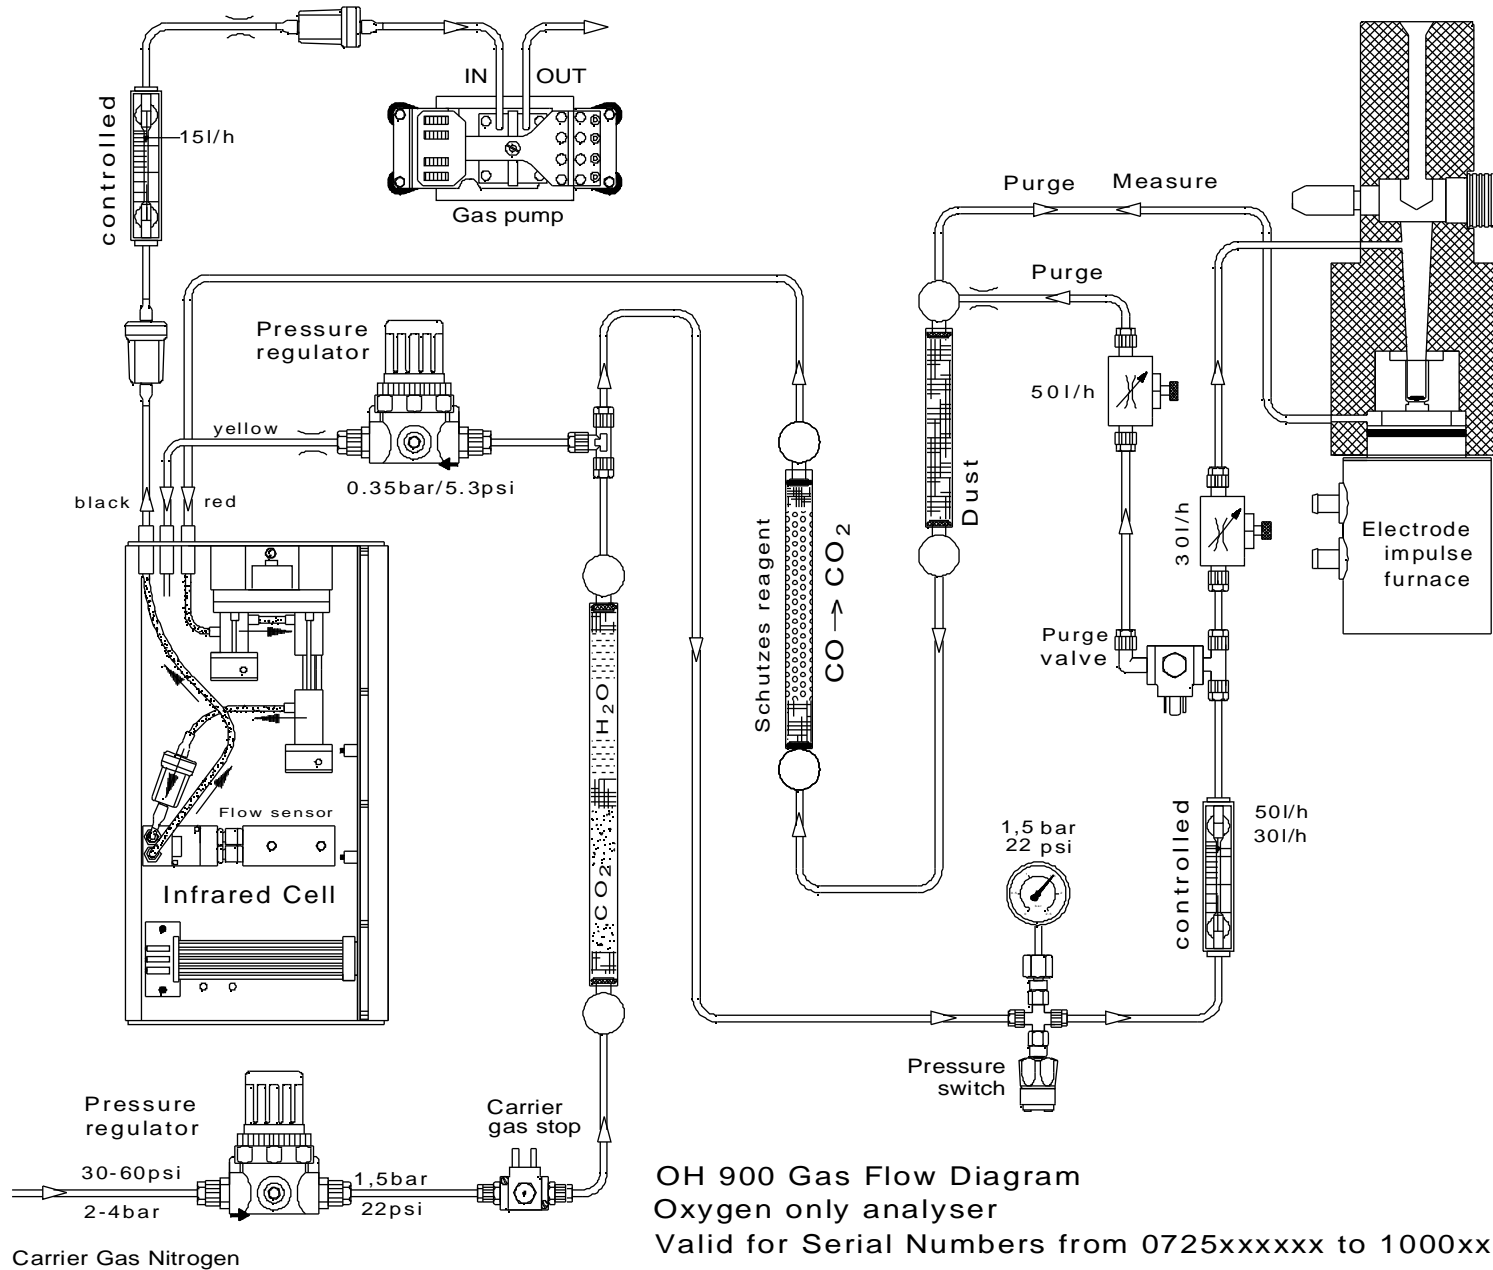 IN OUT
controlled
15l/h
Gas pump
Purge Measure
Purge
Pressure
regulator
yellow
0.35bar/5.3psi
black
red
50l/h
Dust
30l/h
Electrode
impulse
furnace
Schutzes reagent
CO → CO2
Purge
valve
H2O
CO2
Flow sensor
Infrared Cell
1,5 bar
22 psi
controlled
50l/h
30l/h
Pressure
switch
Pressure
regulator
30-60psi
2-4bar
1,5bar
22psi
Carrier
gas stop
Carrier Gas Nitrogen
OH 900 Gas Flow Diagram
Oxygen only analyser
Valid for Serial Numbers from 0725xxxxxx to 1000xx